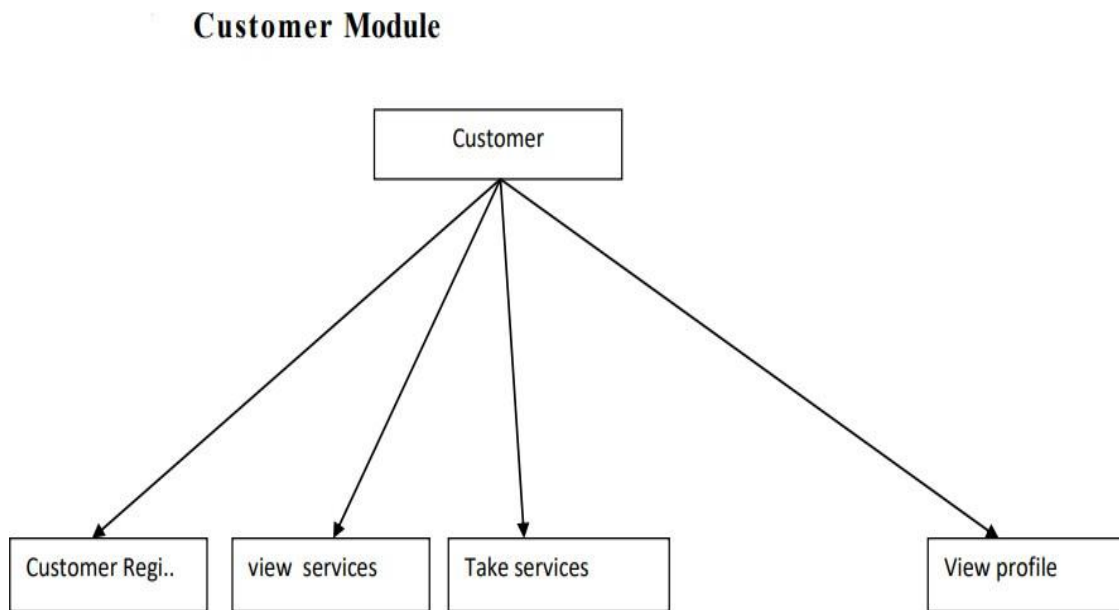 Customer Module
Customer
Customer Regi..
view services
Take services
View profile